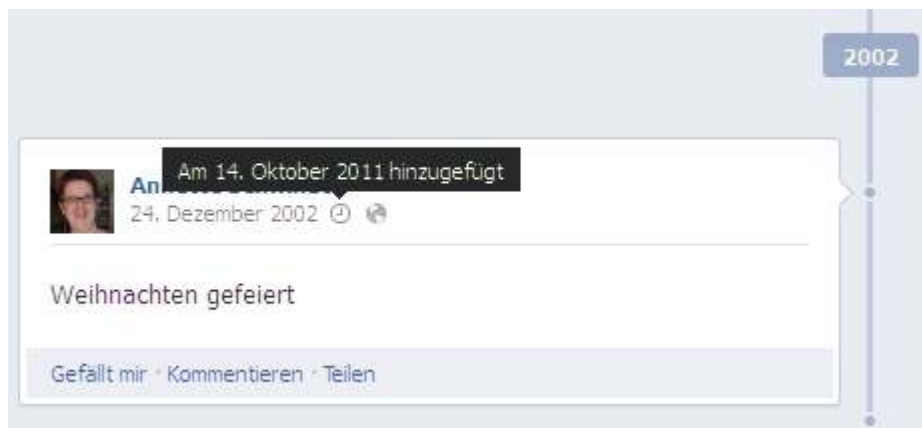 2002
Am 14. Oktober 2011 hinzugefügt
24. Dezember 2002
Weihnachten gefeiert
Gefällt mir · Kommentieren · Teilen